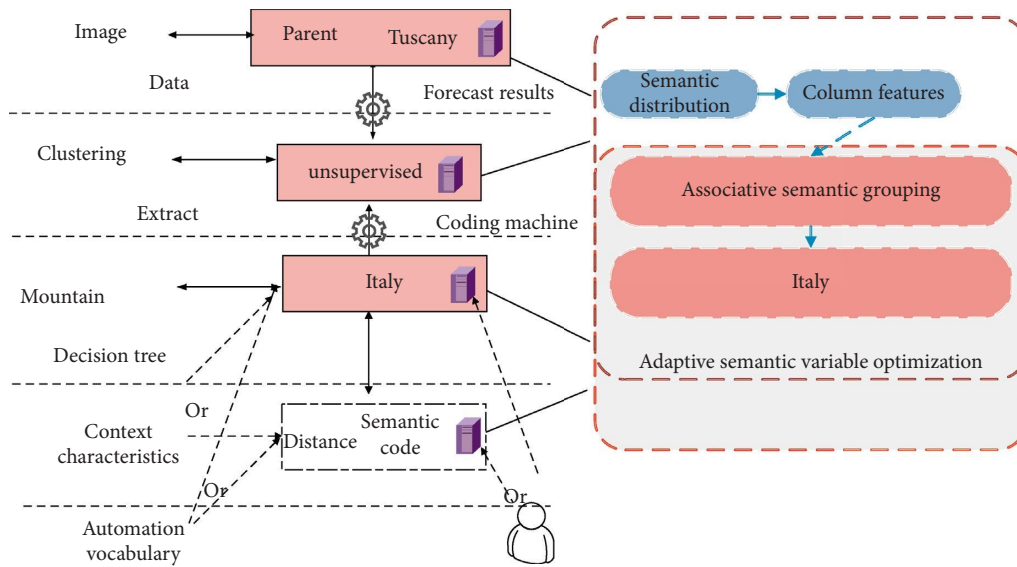 Image
Parent
Tuscany
Data
Forecast results
Clustering
unsupervised
Extract
Coding machine
Mountain
Italy
Decision tree
Or
Context
characteristics
Distance
Semantic
code
Or
Or
Automation
vocabulary
Semantic
distribution
Column features
Associative semantic grouping
Italy
Adaptive semantic variable optimization